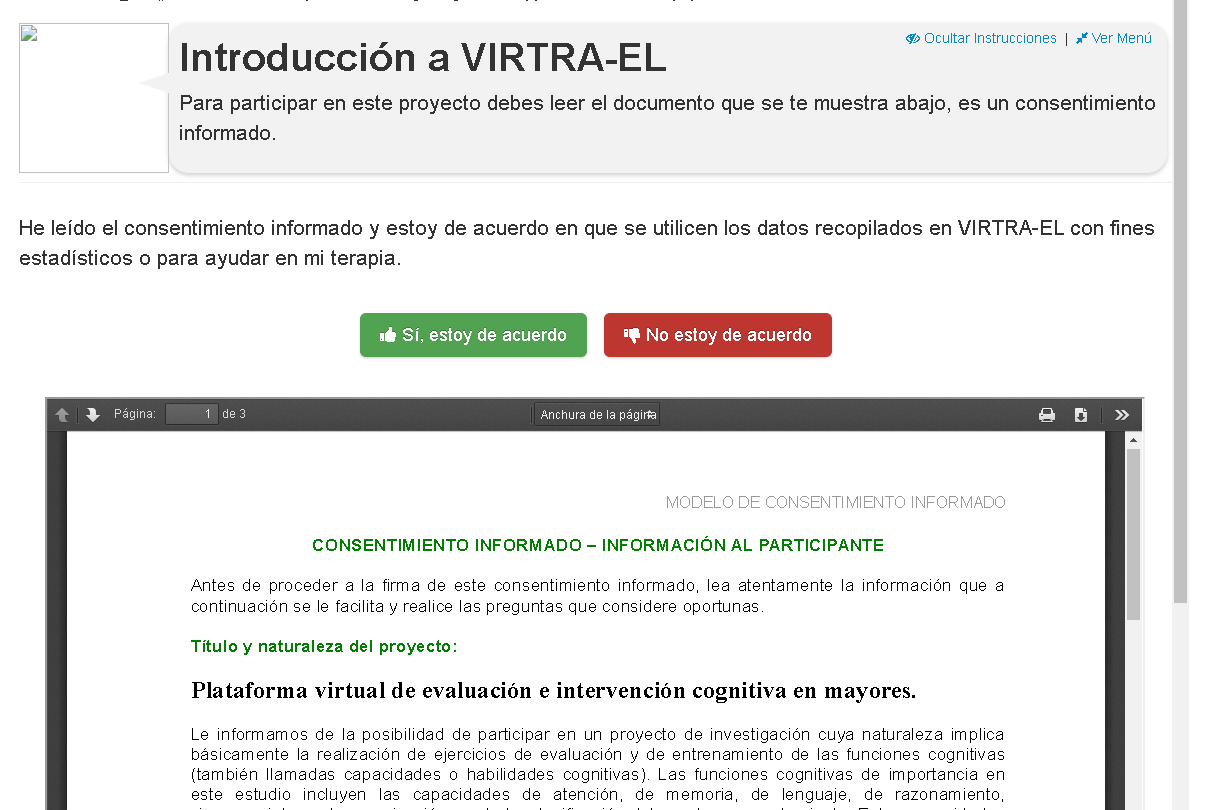 Ocultar Instrucciones | Ver Menú
Introducción a VIRTRA-EL
Para participar en este proyecto debes leer el documento que se te muestra abajo, es un consentimiento
informado.
He leído el consentimiento informado y estoy de acuerdo en que se utilicen los datos recopilados en VIRTRA-EL con fines
estadísticos o para ayudar en mi terapia.
Sí, estoy de acuerdo No estoy de acuerdo
Página: 1 de 3 Anchura de la página
MODELO DE CONSENTIMIENTO INFORMADO
CONSENTIMIENTO INFORMADO – INFORMACIÓN AL PARTICIPANTE
Antes de proceder a la firma de este consentimiento informado, lea atentamente la información que a
continuación se le facilita y realice las preguntas que considere oportunas.
Título y naturaleza del proyecto:
Plataforma virtual de evaluación e intervención cognitiva en mayores.
Le informamos de la posibilidad de participar en un proyecto de investigación cuya naturaleza implica
básicamente la realización de ejercicios de evaluación y de entrenamiento de las funciones cognitivas
(también llamadas capacidades o habilidades cognitivas). Las funciones cognitivas de importancia en
este estudio incluyen las capacidades de atención, de memoria, de lenguaje, de razonamiento,